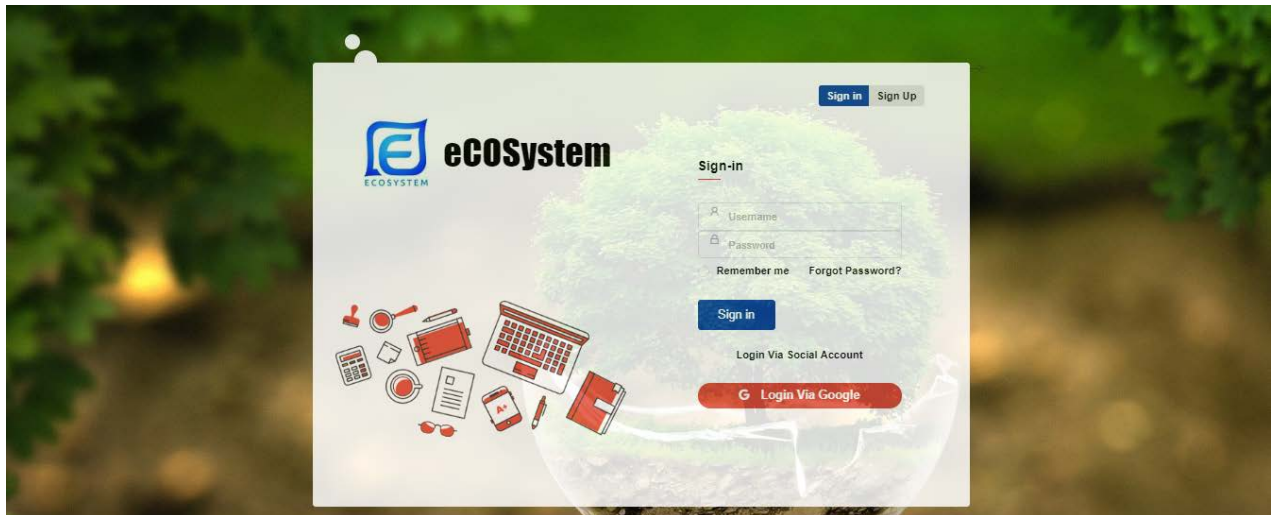 Sign in Sign Up
eCOSystem
ECOSYSTEM
Sign-in
Username
Password
Remember me Forgot Password?
Sign in
Login Via Social Account
G Login Via Google
A+